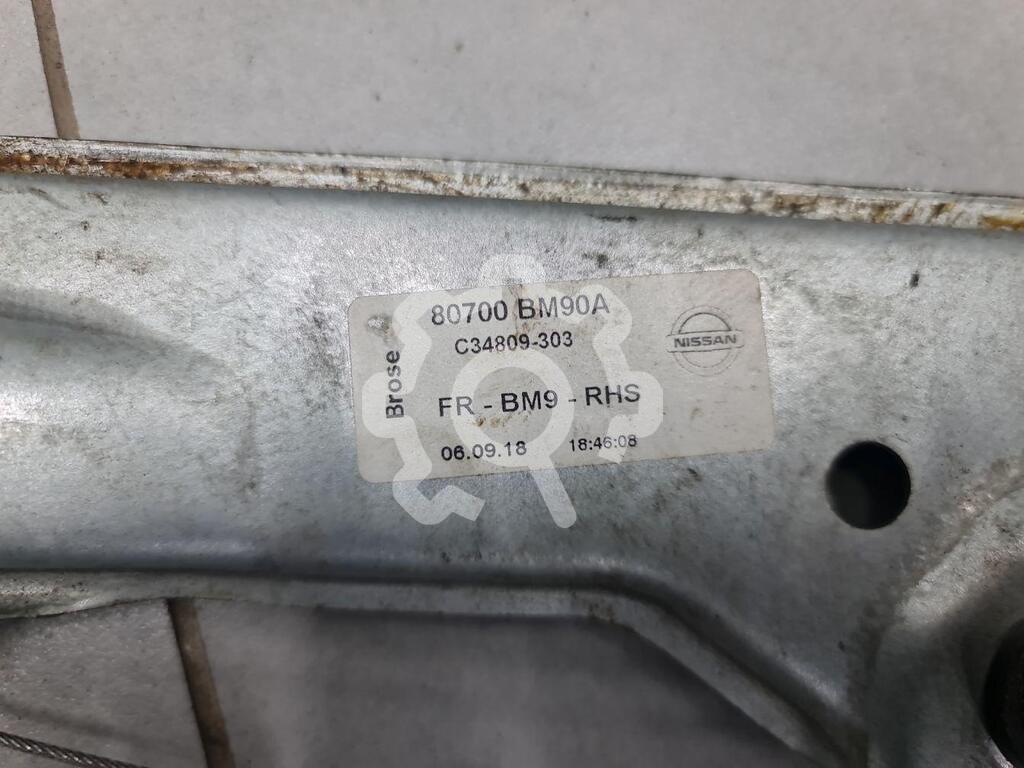 80700 BM90A
C34809-303
Brose
NISSAN
FR - BM9 - RHS
06.09.18 18:46:08